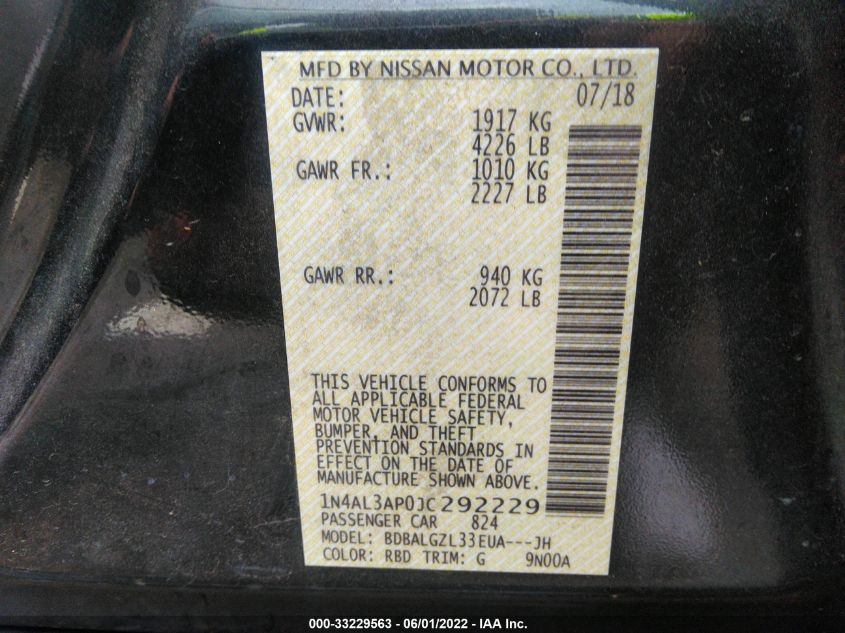 MFD BY NISSAN MOTOR CO., LTD.
DATE: 07/18
GVWR: 1917 KG
4226 LB
GAWR FR.: 1010 KG
2227 LB
GAWR RR.: 940 KG
2072 LB
THIS VEHICLE CONFORMS TO
ALL APPLICABLE FEDERAL
MOTOR VEHICLE SAFETY,
BUMPER, AND THEFT
PREVENTION STANDARDS IN
EFFECT ON THE DATE OF
MANUFACTURE SHOWN ABOVE.
1N4AL3AP0JC292229
PASSENGER CAR 824
MODEL: BDBALGZL33EUA---JH
COLOR: RBD TRIM: G 9N00A
000-33229563 - 06/01/2022 - IAA Inc.